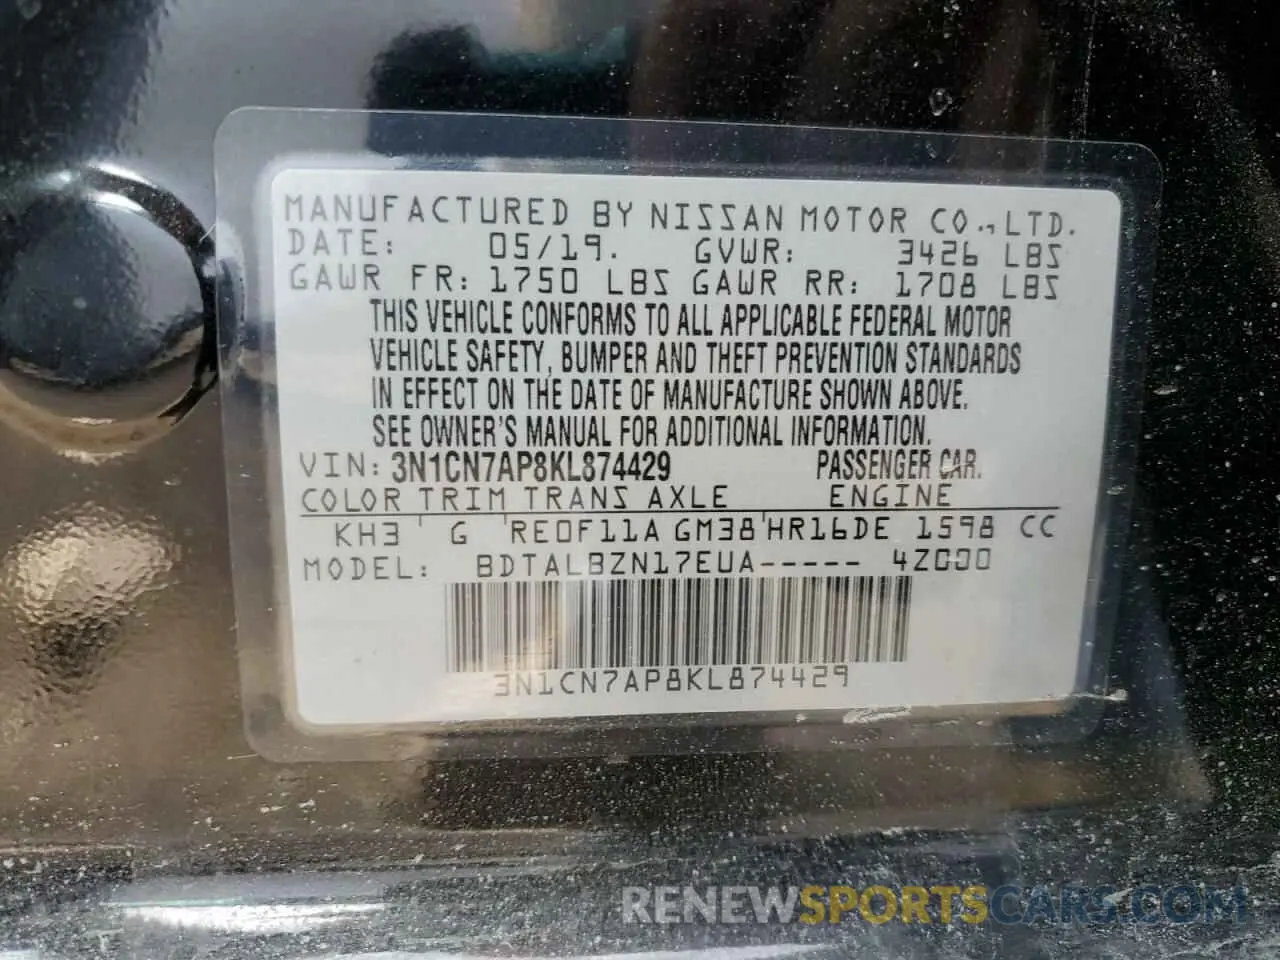 MANUFACTURED BY NISSAN MOTOR CO., LTD.
DATE: 05/19. GVWR: 3426 LBS
GAWR FR: 1750 LBS GAWR RR: 1708 LBS
THIS VEHICLE CONFORMS TO ALL APPLICABLE FEDERAL MOTOR
VEHICLE SAFETY, BUMPER AND THEFT PREVENTION STANDARDS
IN EFFECT ON THE DATE OF MANUFACTURE SHOWN ABOVE.
SEE OWNER'S MANUAL FOR ADDITIONAL INFORMATION.
VIN: 3N1CN7AP8KL874429 PASSENGER CAR.
COLOR TRIM TRANS AXLE ENGINE
KH3 ' G ' RE0F11A GM38 ' HR16DE 1598 CC
MODEL: BDTALBZN17EUA-----
3N1CN7AP8KL874429
RENEWSPORTSCARS.COM